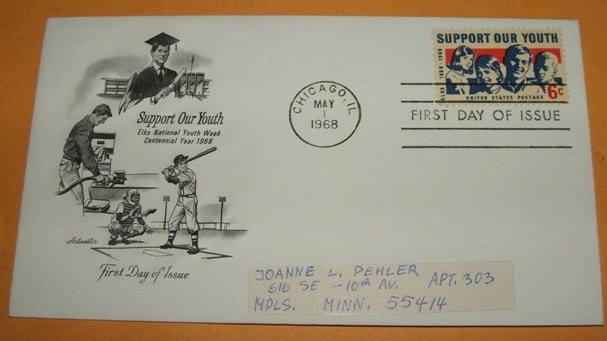 Support Our Youth
Elks National Youth Week
Centennial Year 1968
Artmaster
First Day of Issue
CHICAGO, IL
MAY
1
1968
SUPPORT OUR YOUTH
ELKS 1868-1968
6c
UNITED STATES POSTAGE
FIRST DAY OF ISSUE
JOANNE L. PEHLER
616 SE - 10TH AV. APT. 303
MPLS. MINN. 55414